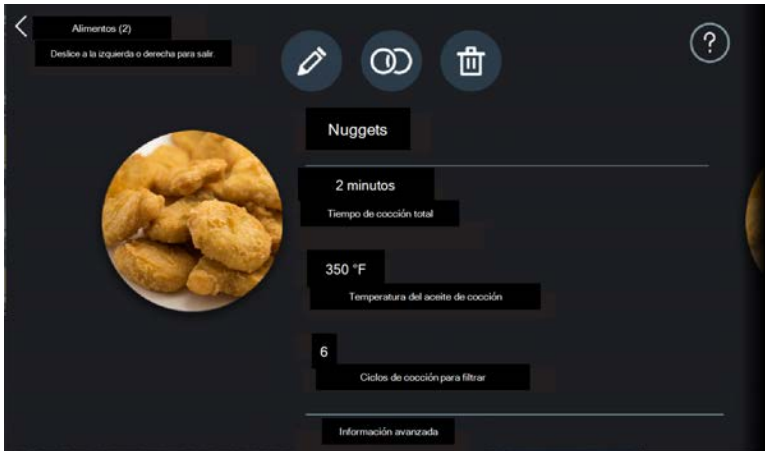 Alimentos (2)
Deslice a la izquierda o derecha para salir.
?
Nuggets
2 minutos
Tiempo de cocción total
350 °F
Temperatura del aceite de cocción
6
Ciclos de cocción para filtrar
Información avanzada